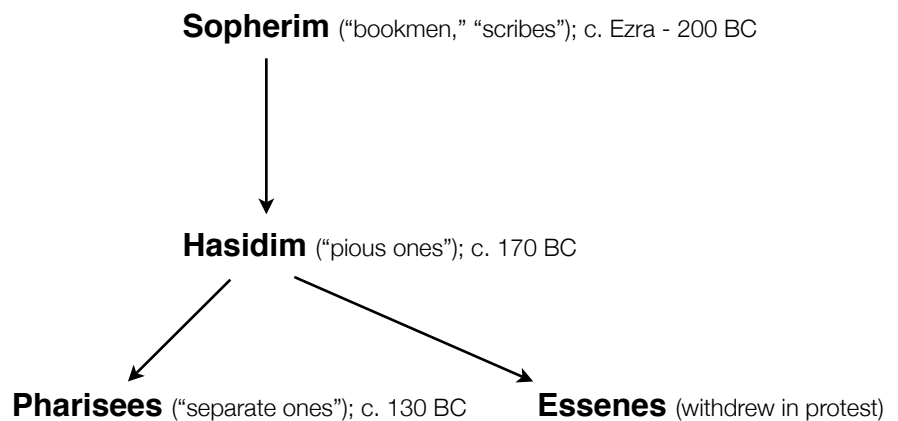 Sopherim (“bookmen,” “scribes”); c. Ezra - 200 BC
Hasidim (“pious ones”); c. 170 BC
Pharisees (“separate ones”); c. 130 BC
Essenes (withdrew in protest)